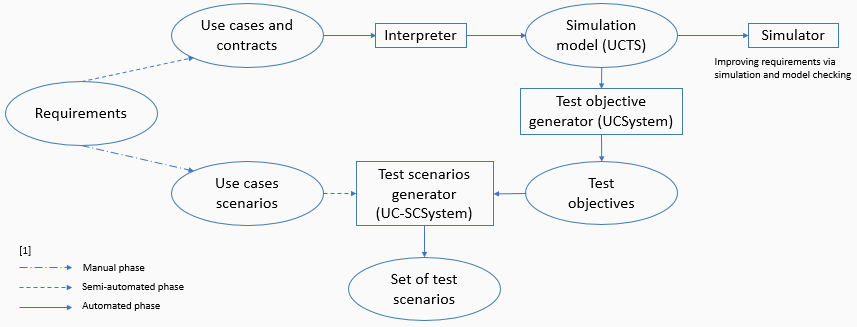 Use cases and
contracts
Interpreter
Simulation
model (UCTS)
Simulator
Improving requirements via
simulation and model checking
Requirements
Test objective
generator (UCSystem)
Use cases
scenarios
Test scenarios
generator
(UC-SCSystem)
Test
objectives
Set of test
scenarios
[1]
Manual phase
Semi-automated phase
Automated phase